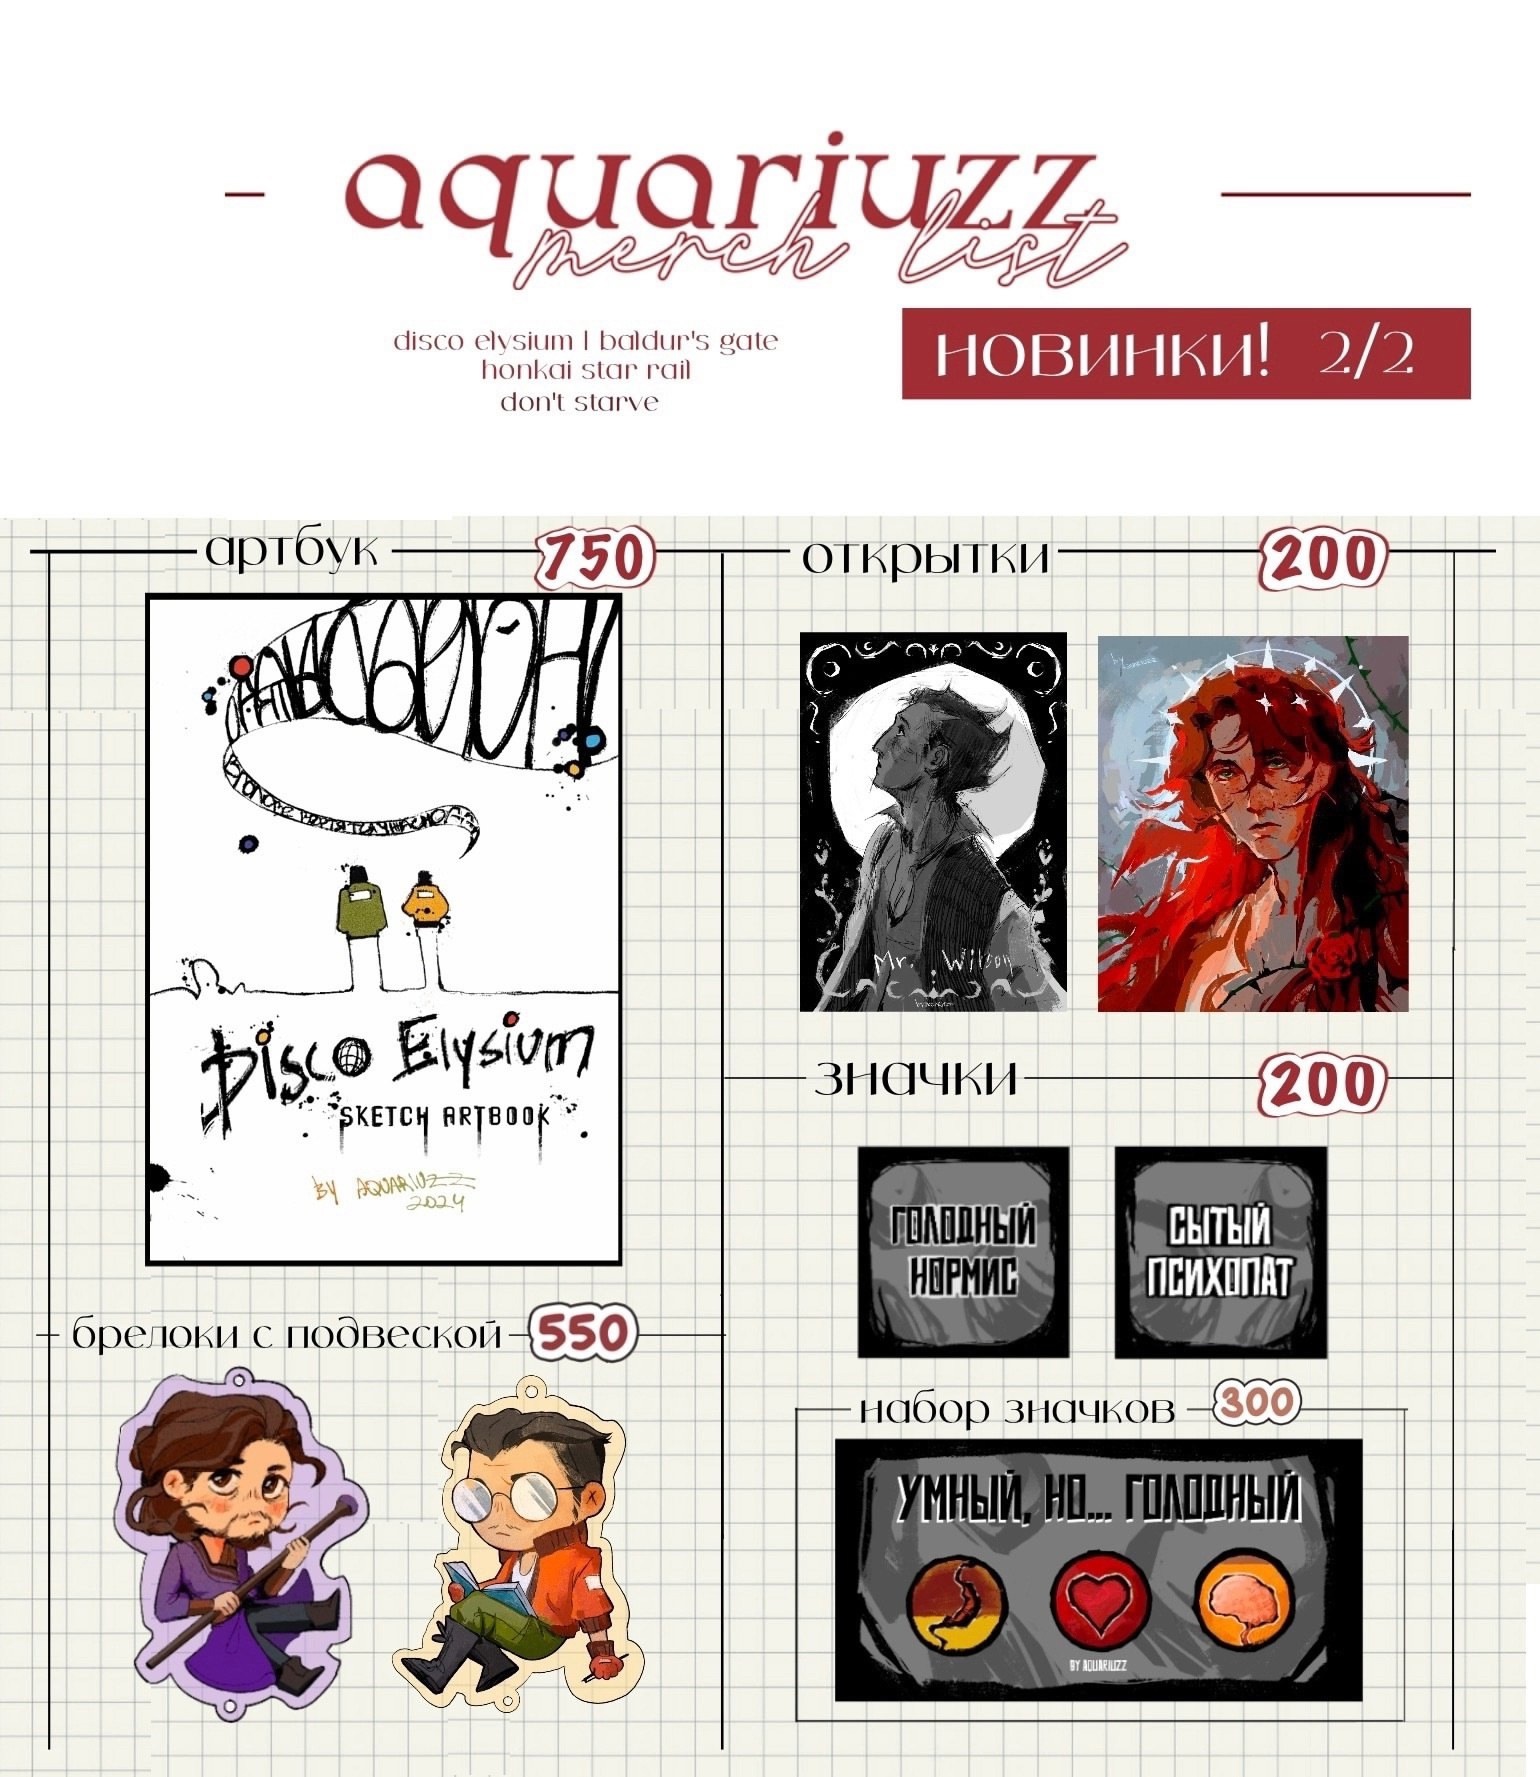 aquariuzz
merch list
disco elysium | baldur's gate
honkai star rail
don't starve
новинки! 2/2
артбук 750
Disco Elysium
SKETCH ARTBOOK
BY AQUARIUZZ
2024
брелоки с подвеской 550
открытки 200
Mr. Wilson
значки 200
ГОЛОДНЫЙ
НОРМИС
СЫТЫЙ
ПСИХОПАТ
набор значков 300
УМНЫЙ, НО... ГОЛОДНЫЙ
BY AQUARIUZZ